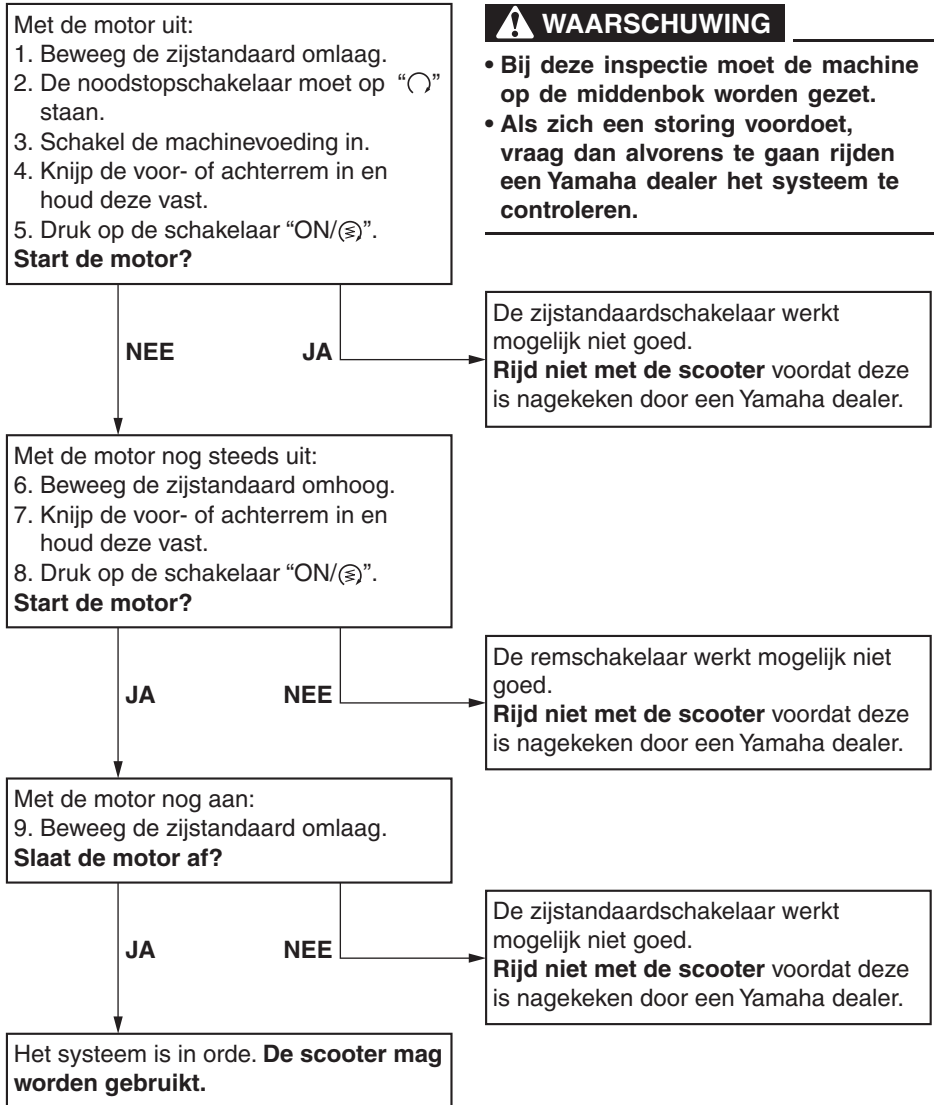 Met de motor uit:
1. Beweeg de zijstandaard omlaag.
2. De noodstopschakelaar moet op “◯”
staan.
3. Schakel de machinevoeding in.
4. Knijp de voor- of achterrem in en
houd deze vast.
5. Druk op de schakelaar “ON/”.
Start de motor?
WAARSCHUWING
• Bij deze inspectie moet de machine
op de middenbok worden gezet.
• Als zich een storing voordoet,
vraag dan alvorens te gaan rijden
een Yamaha dealer het systeem te
controleren.
NEE
JA
De zijstandaardschakelaar werkt
mogelijk niet goed.
Rijd niet met de scooter voordat deze
is nagekeken door een Yamaha dealer.
Met de motor nog steeds uit:
6. Beweeg de zijstandaard omhoog.
7. Knijp de voor- of achterrem in en
houd deze vast.
8. Druk op de schakelaar “ON/”.
Start de motor?
JA
NEE
De remschakelaar werkt mogelijk niet
goed.
Rijd niet met de scooter voordat deze
is nagekeken door een Yamaha dealer.
Met de motor nog aan:
9. Beweeg de zijstandaard omlaag.
Slaat de motor af?
JA
NEE
De zijstandaardschakelaar werkt
mogelijk niet goed.
Rijd niet met de scooter voordat deze
is nagekeken door een Yamaha dealer.
Het systeem is in orde. De scooter mag
worden gebruikt.